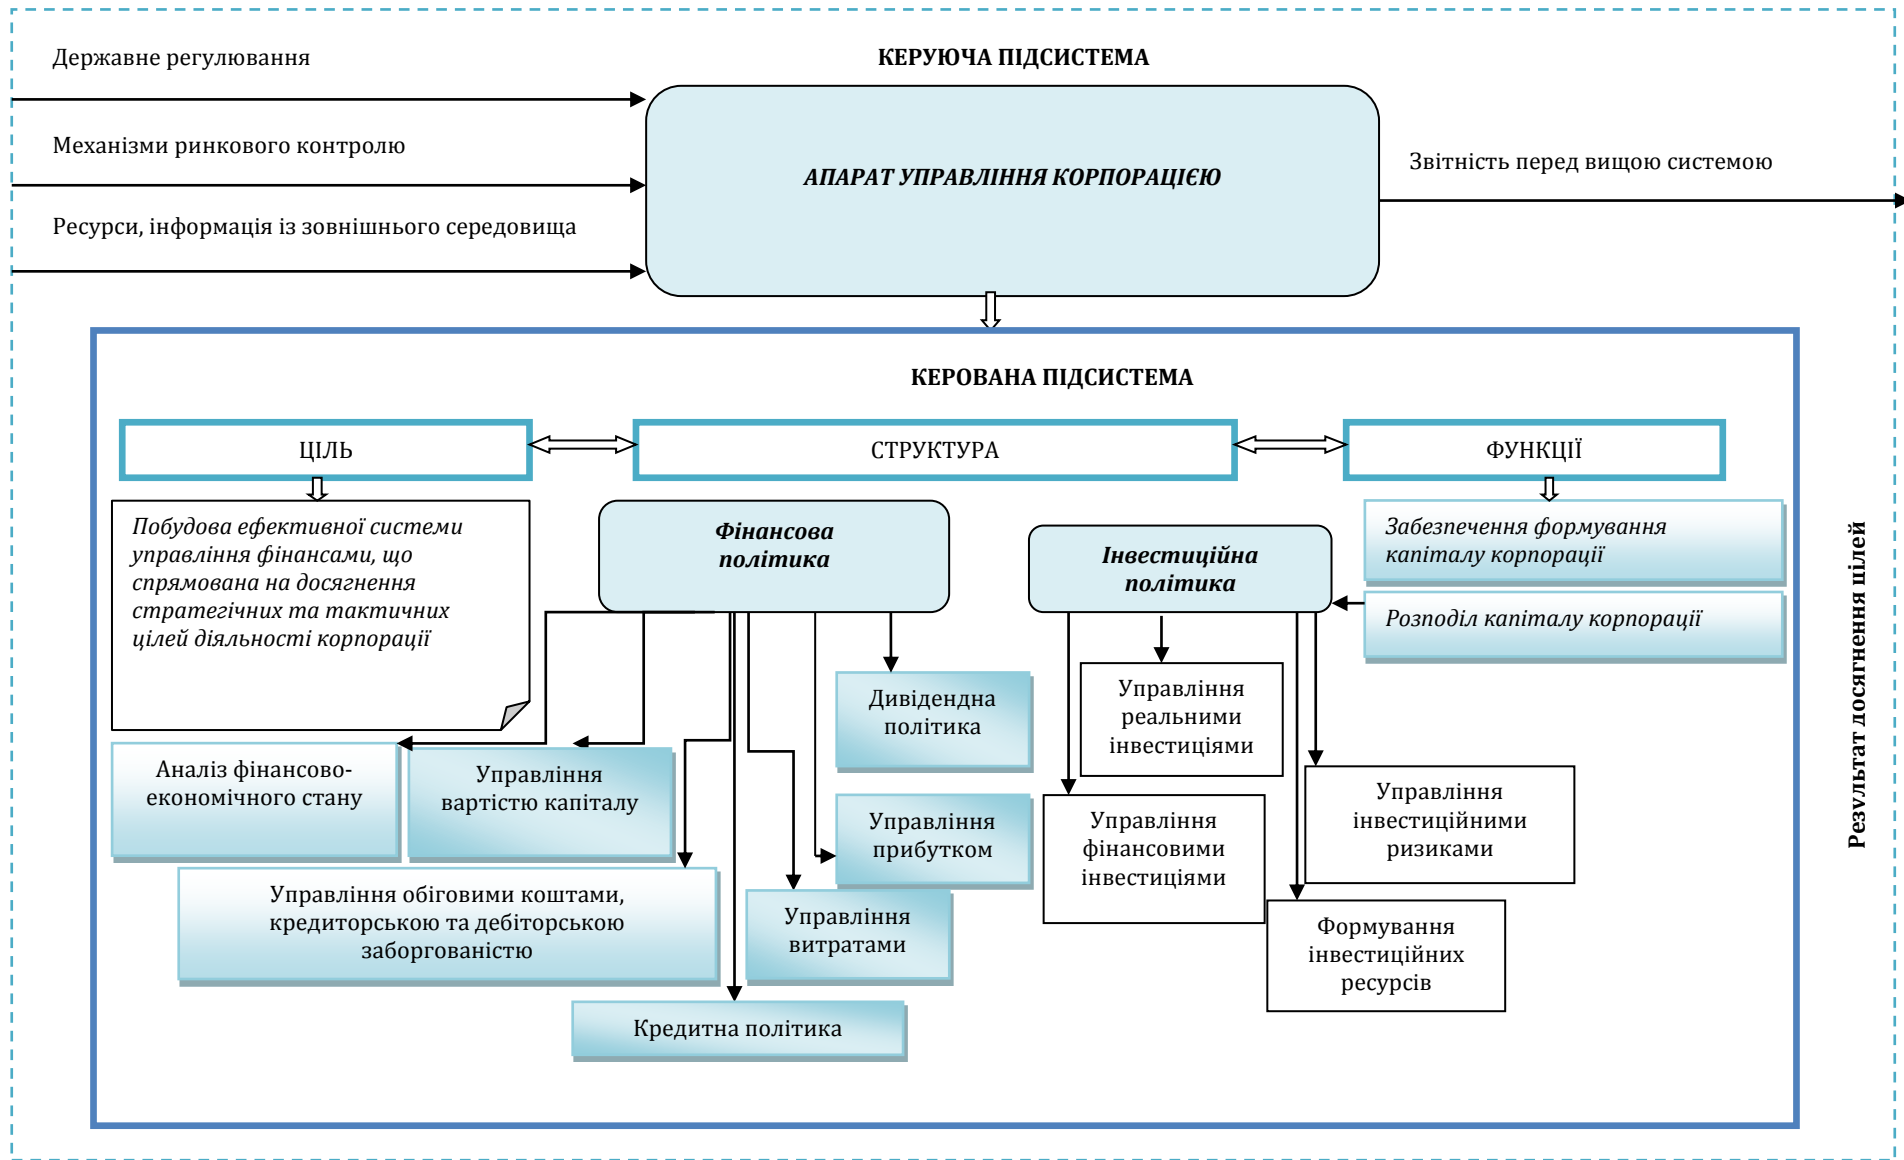 Державне регулювання
КЕРУЮЧА ПІДСИСТЕМА
Механізми ринкового контролю
АПАРАТ УПРАВЛІННЯ КОРПОРАЦІЄЮ
Звітність перед вищою системою
Ресурси, інформація із зовнішнього середовища
КЕРОВАНА ПІДСИСТЕМА
ЦІЛЬ
СТРУКТУРА
ФУНКЦІЇ
Побудова ефективної системи
управління фінансами, що
спрямована на досягнення
стратегічних та тактичних
цілей діяльності корпорації
Фінансова
політика
Інвестиційна
політика
Забезпечення формування
капіталу корпорації
Розподіл капіталу корпорації
Дивідендна
політика
Управління
реальними
інвестиціями
Аналіз фінансово-
економічного стану
Управління
вартістю капіталу
Управління
прибутком
Управління
фінансовими
інвестиціями
Управління
інвестиційними
ризиками
Управління обіговими коштами,
кредиторською та дебіторською
заборгованістю
Управління
витратами
Формування
інвестиційних
ресурсів
Кредитна політика
Результат досягнення цілей